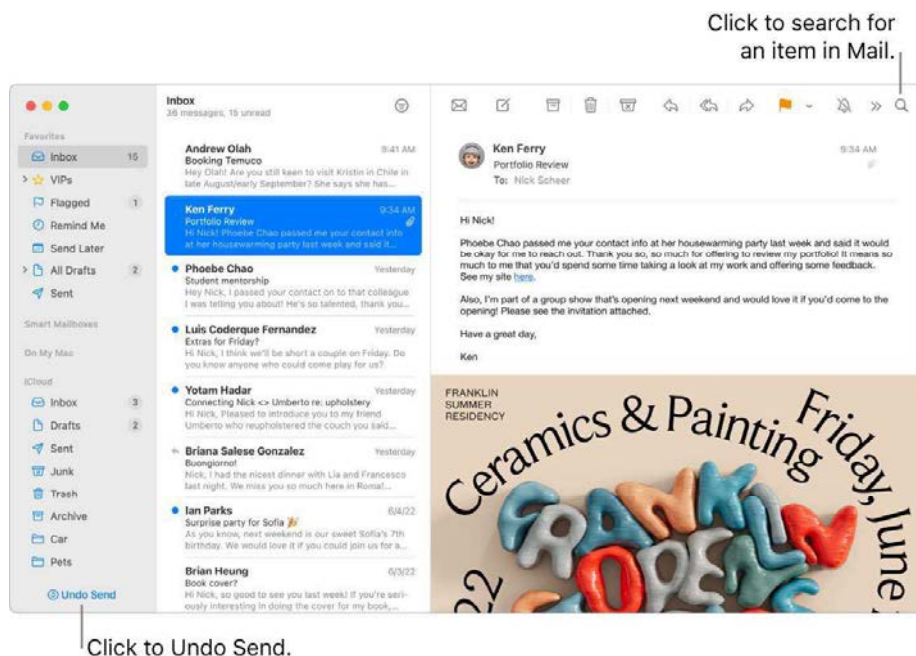 Click to search for
an item in Mail.
Inbox
36 messages, 15 unread
Favorites
Inbox 15
VIPs
Flagged 1
Remind Me
Send Later
All Drafts 2
Sent
Smart Mailboxes
On My Mac
iCloud
Inbox 3
Drafts 2
Sent
Junk
Trash
Archive
Car
Pets
Undo Send
Andrew Olah 9:41 AM
Booking Temuco
Hey Olah! Are you still keen to visit Kristin in Chile in
late August/early September? She says she has...
Ken Ferry 9:34 AM
Portfolio Review
Hi Nick! Phoebe Chao passed me your contact info
at her housewarming party last week and said it...
Phoebe Chao Yesterday
Student mentorship
Hey Nick, I passed your contact on to that colleague
I was telling you about! He's so talented, thank you...
Luis Coderque Fernandez Yesterday
Extras for Friday?
Hi Nick, I think we'll be short a couple on Friday. Do
you know anyone who could come play for us?
Yotam Hadar Yesterday
Connecting Nick <> Umberto re: upholstery
Hi Nick, Pleased to introduce you to my friend
Umberto who reupholstered the couch you said...
Briana Salese Gonzalez Yesterday
Buongiorno!
Nick, I had the nicest dinner with Lia and Francesco
last night. We miss you so much here in Roma!...
Ian Parks 6/4/22
Surprise party for Sofia 🎉
As you know, next weekend is our sweet Sofia's 7th
birthday. We would love it if you could join us for a...
Brian Heung 6/3/22
Book cover?
Hi Nick, so good to see you last week! If you're seri-
ously interesting in doing the cover for my book,...
Ken Ferry 9:34 AM
Portfolio Review
To: Nick Scheer
Hi Nick!
Phoebe Chao passed me your contact info at her housewarming party last week and said it would
be okay for me to reach out. Thank you so, so much for offering to review my portfolio! It means so
much to me that you'd spend some time taking a look at my work and offering some feedback.
See my site here.
Also, I'm part of a group show that's opening next weekend and would love it if you'd come to the
opening! Please see the invitation attached.
Have a great day,
Ken
FRANKLIN
SUMMER
RESIDENCY
Ceramics & Painting
Friday, June
22
FRANKLIN
OPEN
Click to Undo Send.